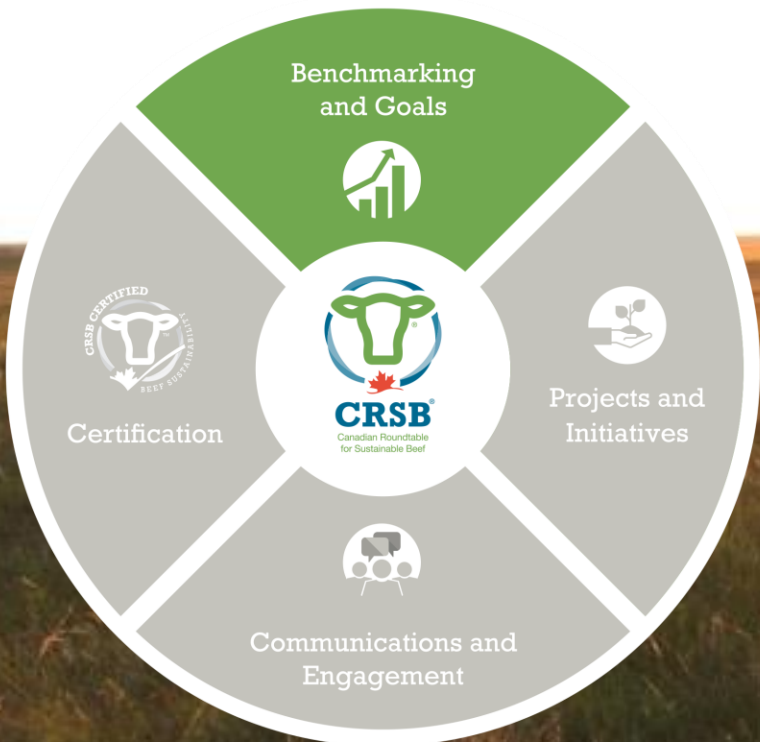 Benchmarking
and Goals
CRSB CERTIFIED
BEEF SUSTAINABILITY
Certification
CRSB®
Canadian Roundtable
for Sustainable Beef
Projects and
Initiatives
Communications and
Engagement